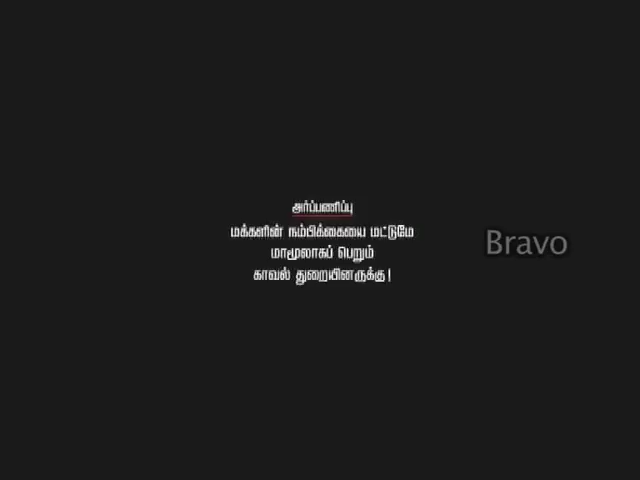 அர்ப்பணிப்பு
மக்களின் நம்பிக்கையை மட்டுமே
மாமூலாகப் பெறும்
காவல் துறையினருக்கு!
Bravo